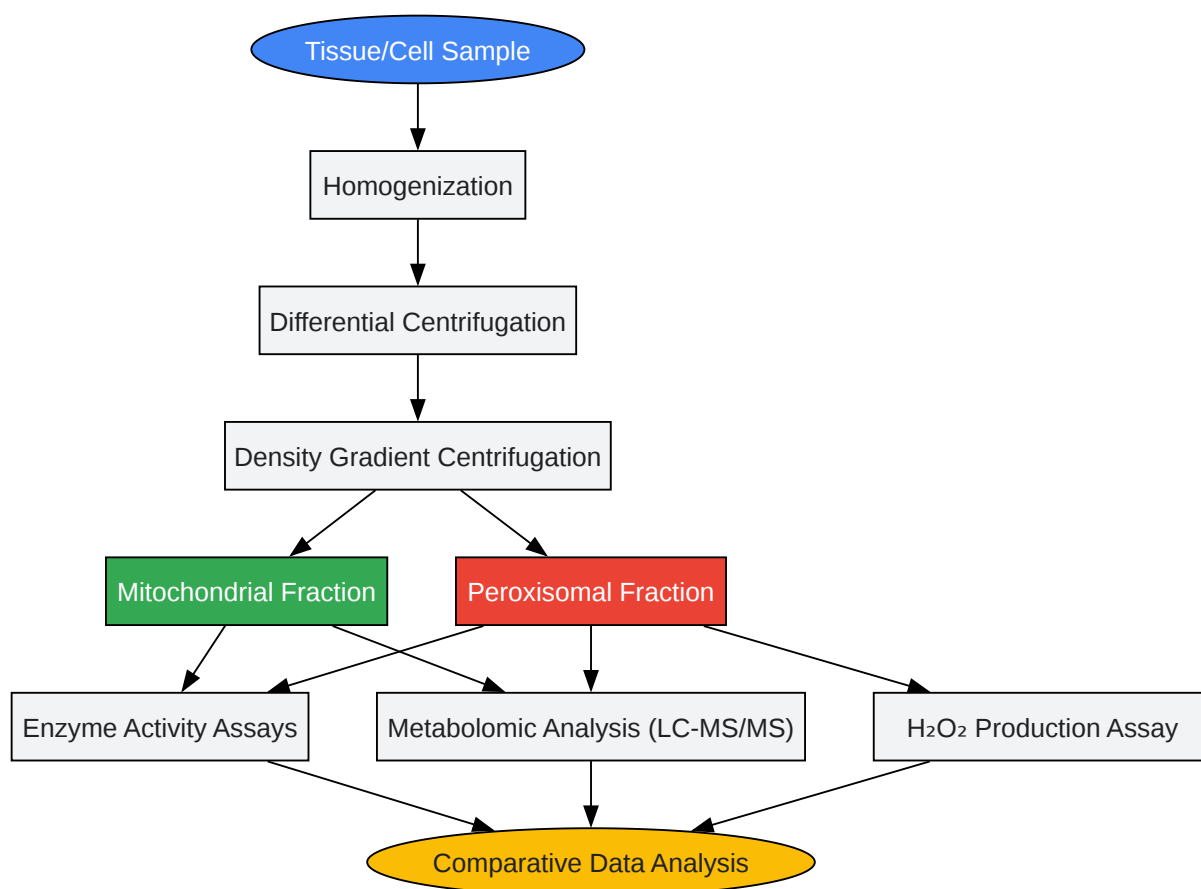 Tissue/Cell Sample
Homogenization
Differential Centrifugation
Density Gradient Centrifugation
Mitochondrial Fraction
Peroxisomal Fraction
Enzyme Activity Assays
Metabolomic Analysis (LC-MS/MS)
H₂O₂ Production Assay
Comparative Data Analysis